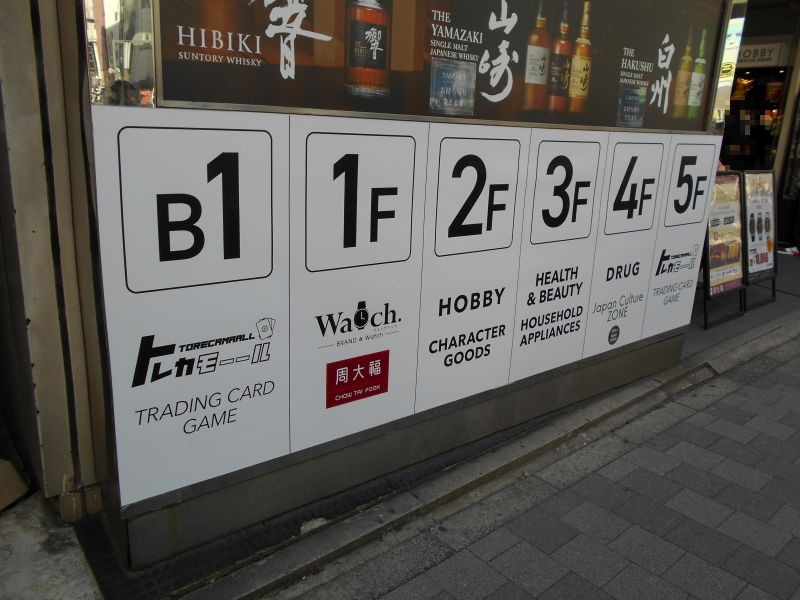 HIBIKI
SUNTORY WHISKY
響
響
THE
YAMAZAKI
SINGLE MALT
JAPANESE WHISKY
山崎
THE
HAKUSHU
SINGLE MALT
JAPANESE WHISKY
白州
HOBBY
B1
TORECAMALL
トレカモール
TRADING CARD
GAME
1F
Watch.
BRAND & Watch
周大福
CHOW TAI FOOK
2F
HOBBY
CHARACTER
GOODS
3F
HEALTH
& BEAUTY
HOUSEHOLD
APPLIANCES
4F
DRUG
Japan Culture
ZONE
5F
トレカモール
TRADING CARD
GAME